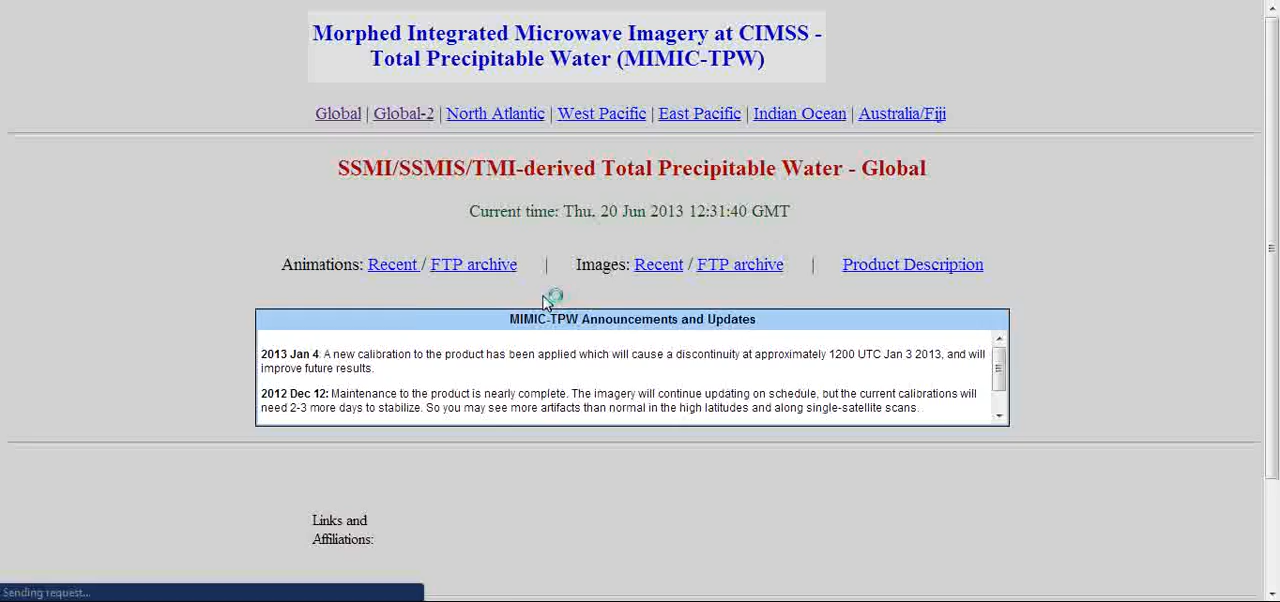 Morphed Integrated Microwave Imagery at CIMSS -
Total Precipitable Water (MIMIC-TPW)
Global | Global-2 | North Atlantic | West Pacific | East Pacific | Indian Ocean | Australia/Fiji
SSMI/SSMIS/TMI-derived Total Precipitable Water - Global
Current time: Thu, 20 Jun 2013 12:31:40 GMT
Animations: Recent / FTP archive | Images: Recent / FTP archive | Product Description
MIMIC-TPW Announcements and Updates
2013 Jan 4: A new calibration to the product has been applied which will cause a discontinuity at approximately 1200 UTC Jan 3 2013, and will
improve future results.
2012 Dec 12: Maintenance to the product is nearly complete. The imagery will continue updating on schedule, but the current calibrations will
need 2-3 more days to stabilize. So you may see more artifacts than normal in the high latitudes and along single-satellite scans.
Links and
Affiliations:
Sending request...